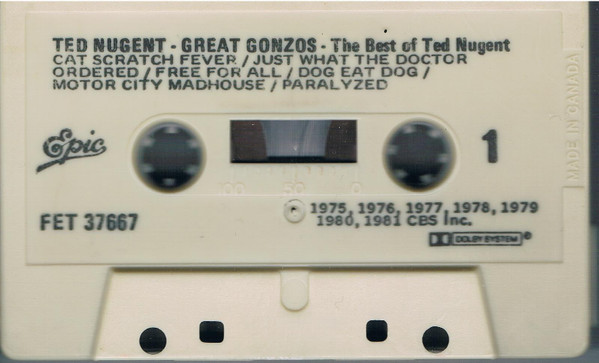 TED NUGENT - GREAT GONZOS - The Best of Ted Nugent
CAT SCRATCH FEVER / JUST WHAT THE DOCTOR
ORDERED / FREE FOR ALL / DOG EAT DOG /
MOTOR CITY MADHOUSE / PARALYZED
Epic
1
MADE IN CANADA
00 50 0
FET 37667
℗ 1975, 1976, 1977, 1978, 1979
1980, 1981 CBS Inc.
DOLBY SYSTEM ®